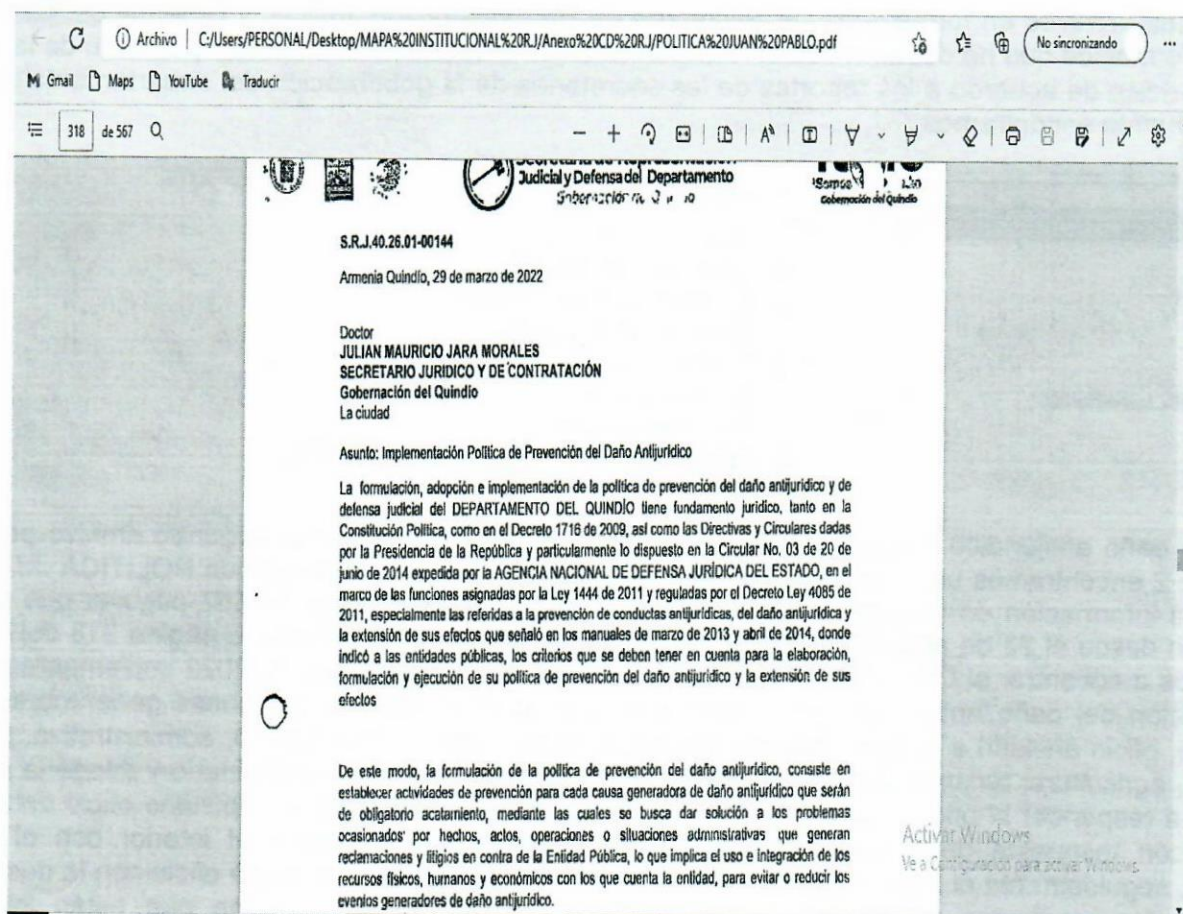 Archivo | C:/Users/PERSONAL/Desktop/MAPA%20INSTITUCIONAL%20RJ/Anexo%20CD%20RJ/POLITICA%20JUAN%20PABLO.pdf
No sincronizando
Gmail Maps YouTube Traducir
318 de 567
Secretaría de Representación
Judicial y Defensa del Departamento
Gobernación del Quindío
S.R.J.40.26.01-00144
Armenia Quindío, 29 de marzo de 2022
Doctor
JULIAN MAURICIO JARA MORALES
SECRETARIO JURIDICO Y DE CONTRATACIÓN
Gobernación del Quindío
La ciudad
Asunto: Implementación Política de Prevención del Daño Antijurídico
La formulación, adopción e implementación de la política de prevención del daño antijurídico y de
defensa judicial del DEPARTAMENTO DEL QUINDÍO tiene fundamento jurídico, tanto en la
Constitución Política, como en el Decreto 1716 de 2009, así como las Directivas y Circulares dadas
por la Presidencia de la República y particularmente lo dispuesto en la Circular No. 03 de 20 de
junio de 2014 expedida por la AGENCIA NACIONAL DE DEFENSA JURÍDICA DEL ESTADO, en el
marco de las funciones asignadas por la Ley 1444 de 2011 y reguladas por el Decreto Ley 4085 de
2011, especialmente las referidas a la prevención de conductas antijurídicas, del daño antijurídica y
la extensión de sus efectos que señaló en los manuales de marzo de 2013 y abril de 2014, donde
indicó a las entidades públicas, los criterios que se deben tener en cuenta para la elaboración,
formulación y ejecución de su política de prevención del daño antijurídico y la extensión de sus
efectos
De este modo, la formulación de la política de prevención del daño antijurídico, consiste en
establecer actividades de prevención para cada causa generadora de daño antijurídico que serán
de obligatorio acatamiento, mediante las cuales se busca dar solución a los problemas
ocasionados por hechos, actos, operaciones o situaciones administrativas que generan
reclamaciones y litigios en contra de la Entidad Pública, lo que implica el uso e integración de los
recursos físicos, humanos y económicos con los que cuenta la entidad, para evitar o reducir los
eventos generadores de daño antijurídico.
Activar Windows
Ve a Configuración para activar Windows.